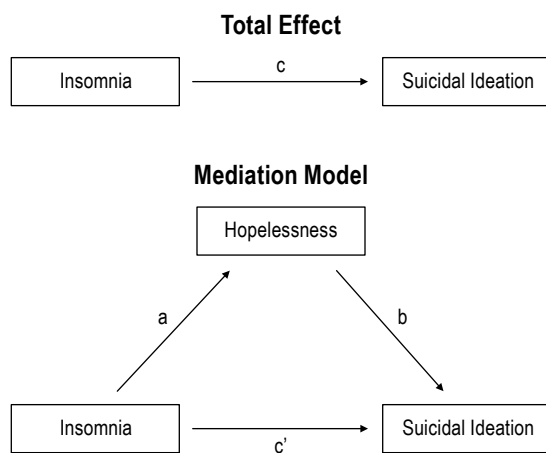 Total Effect
c
Insomnia
Suicidal Ideation
Mediation Model
Hopelessness
a
b
Insomnia
Suicidal Ideation
c'